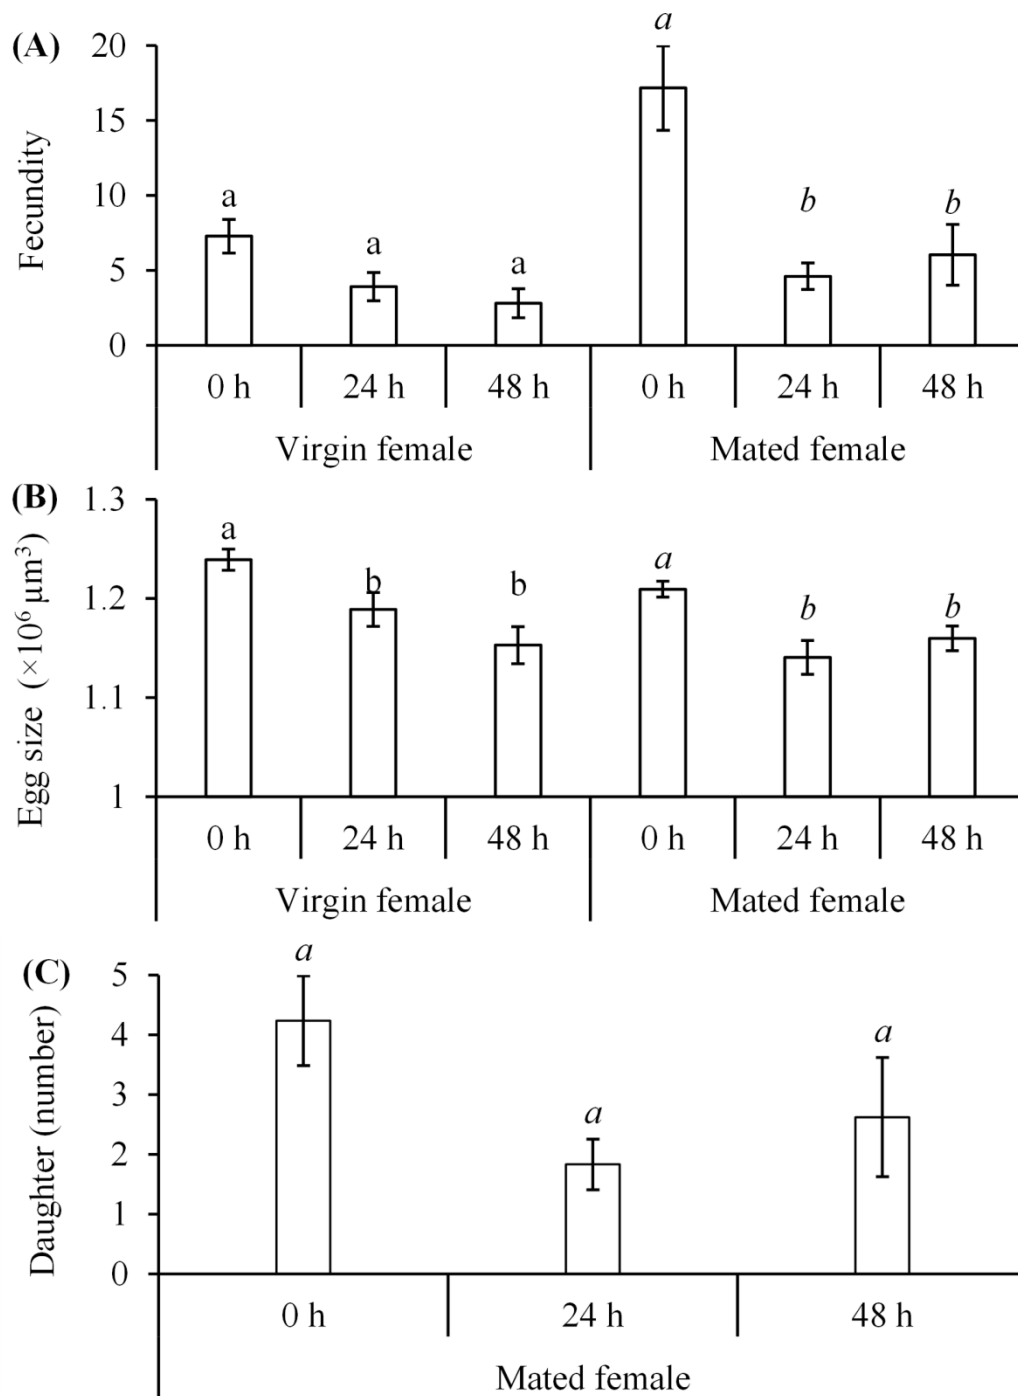 (A)
Fecundity
20
15
10
5
0
a
a
a
a
b
b
0 h 24 h 48 h 0 h 24 h 48 h
Virgin female Mated female
(B)
Egg size (×10⁶ μm³)
1.3
1.2
1.1
1
a
b
b
a
b
b
0 h 24 h 48 h 0 h 24 h 48 h
Virgin female Mated female
(C)
Daughter (number)
5
4
3
2
1
0
a
a
a
0 h 24 h 48 h
Mated female